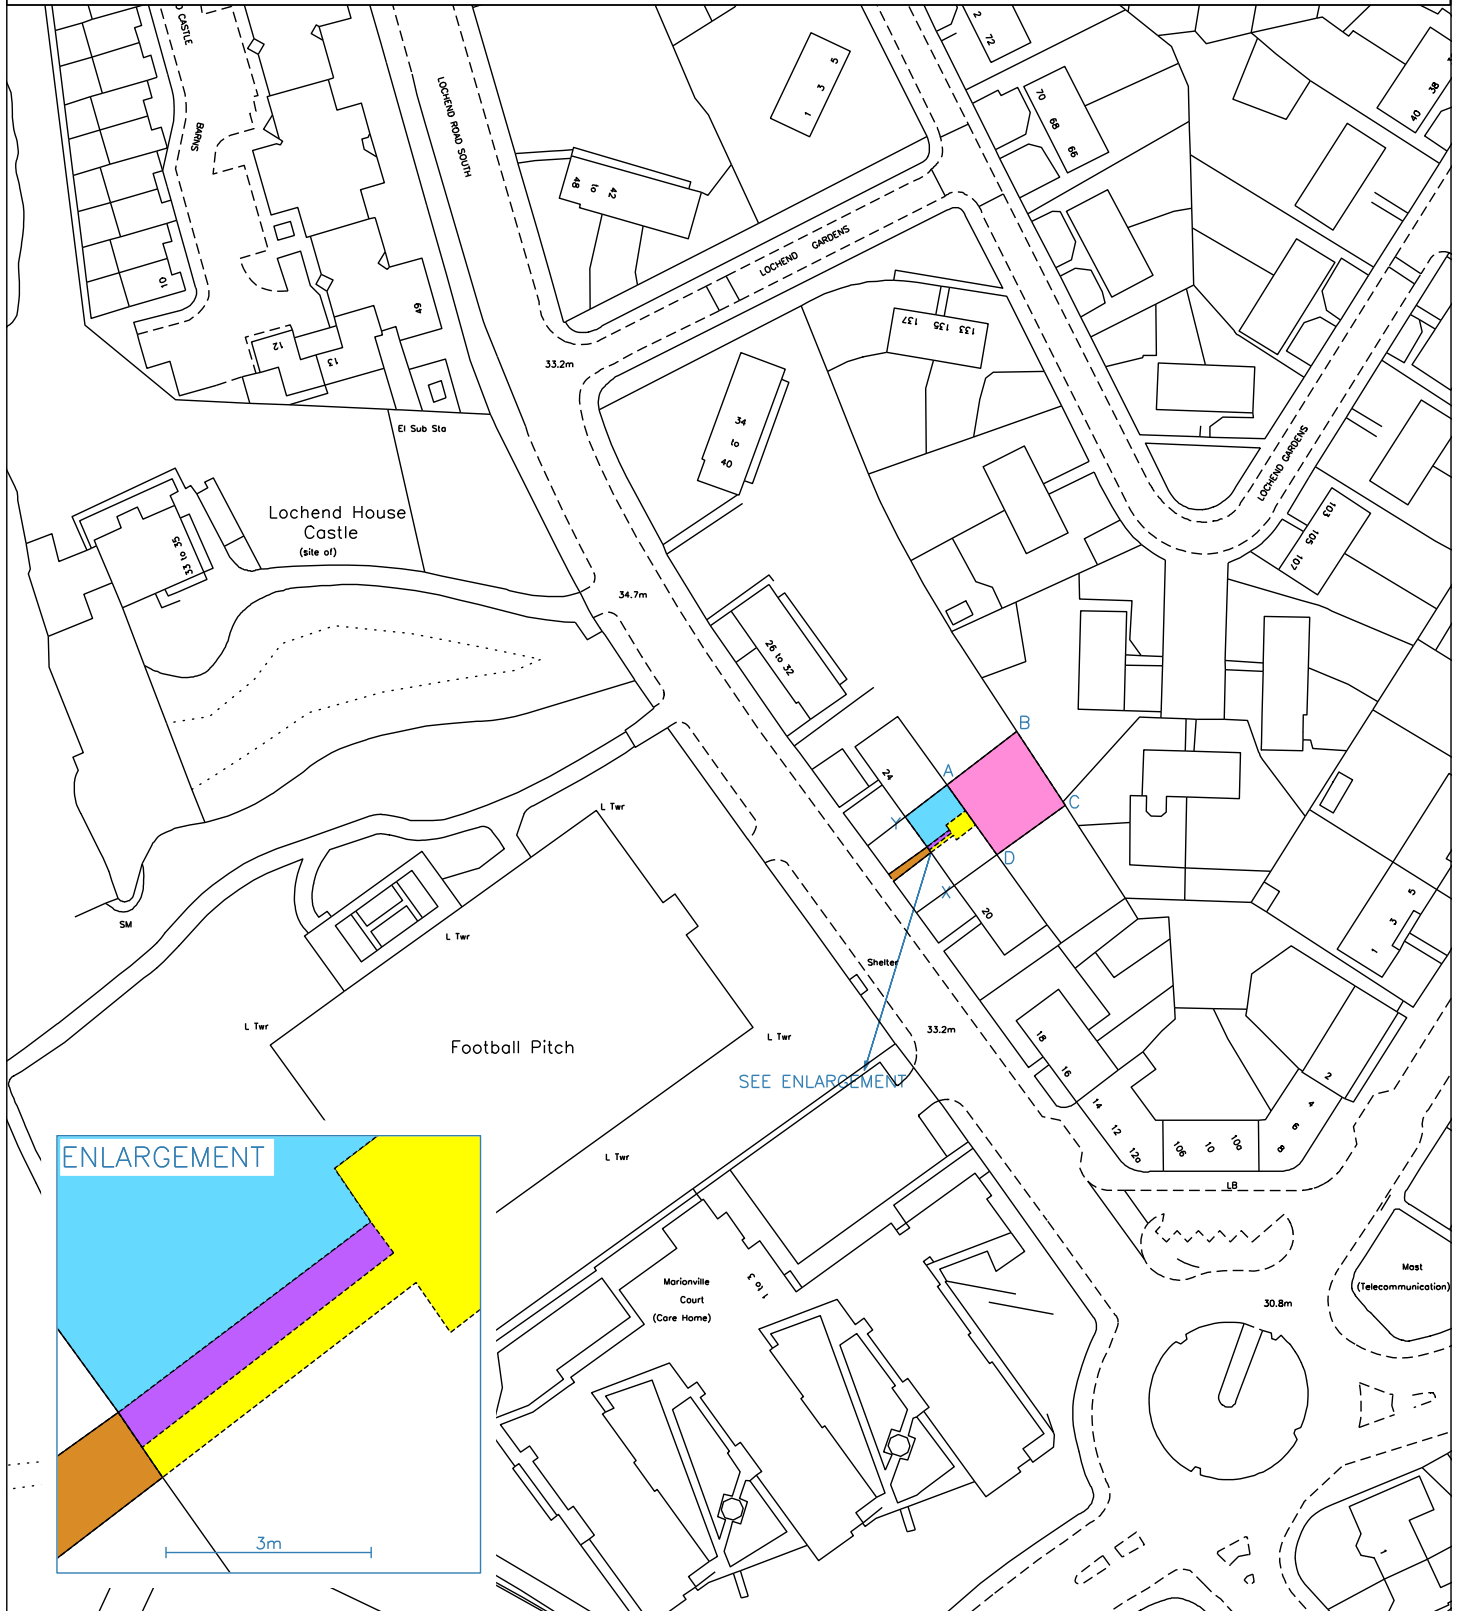 D CASTLE
BARNS
LOCHEND ROAD SOUTH
1 3 5
2
72
70
68
66
38
40
48
to
42
LOCHEND GARDENS
10
49
12
13
137 135 133
33.2m
El Sub Sta
34
to
40
LOCHEND GARDENS
103
105
107
Lochend House
Castle
(site of)
33 to 35
34.7m
26 to 32
B
A
24
C
Y
D
X
20
L Twr
SM
L Twr
Shelter
1 3 5
L Twr
L Twr
33.2m
18
16
Football Pitch
SEE ENLARGEMENT
2
4
6
8
14
12
12a
106
10
10a
L Twr
LB
ENLARGEMENT
3m
Marionville
Court
(Care Home)
1 to 3
Mast
(Telecommunication)
30.8m